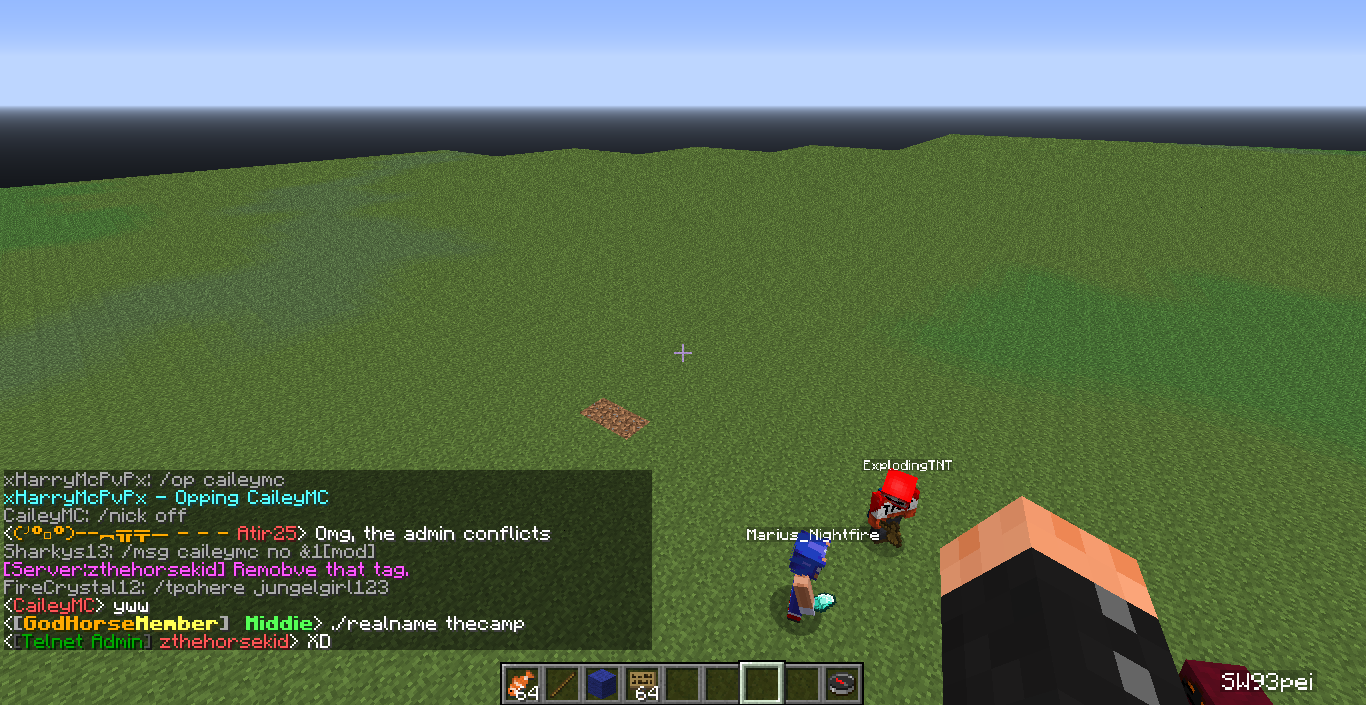 ExplodingTNT
Marius_Nightfire
xHarryMcPvPx: /op caileymc
xHarryMcPvPx - Opping CaileyMC
CaileyMC: /nick off
Atir25> Omg, the admin conflicts
Sharkys13: /msg caileymc no &1[mod]
[Server:zthehorsekid] Remobve that tag.
FireCrystal12: /tpohere jungelgirl123
<CaileyMC> yww
<[GodHorseMember] Middie> ./realname thecamp
<[Telnet Admin] zthehorsekid> XD
64
64
SW93pei